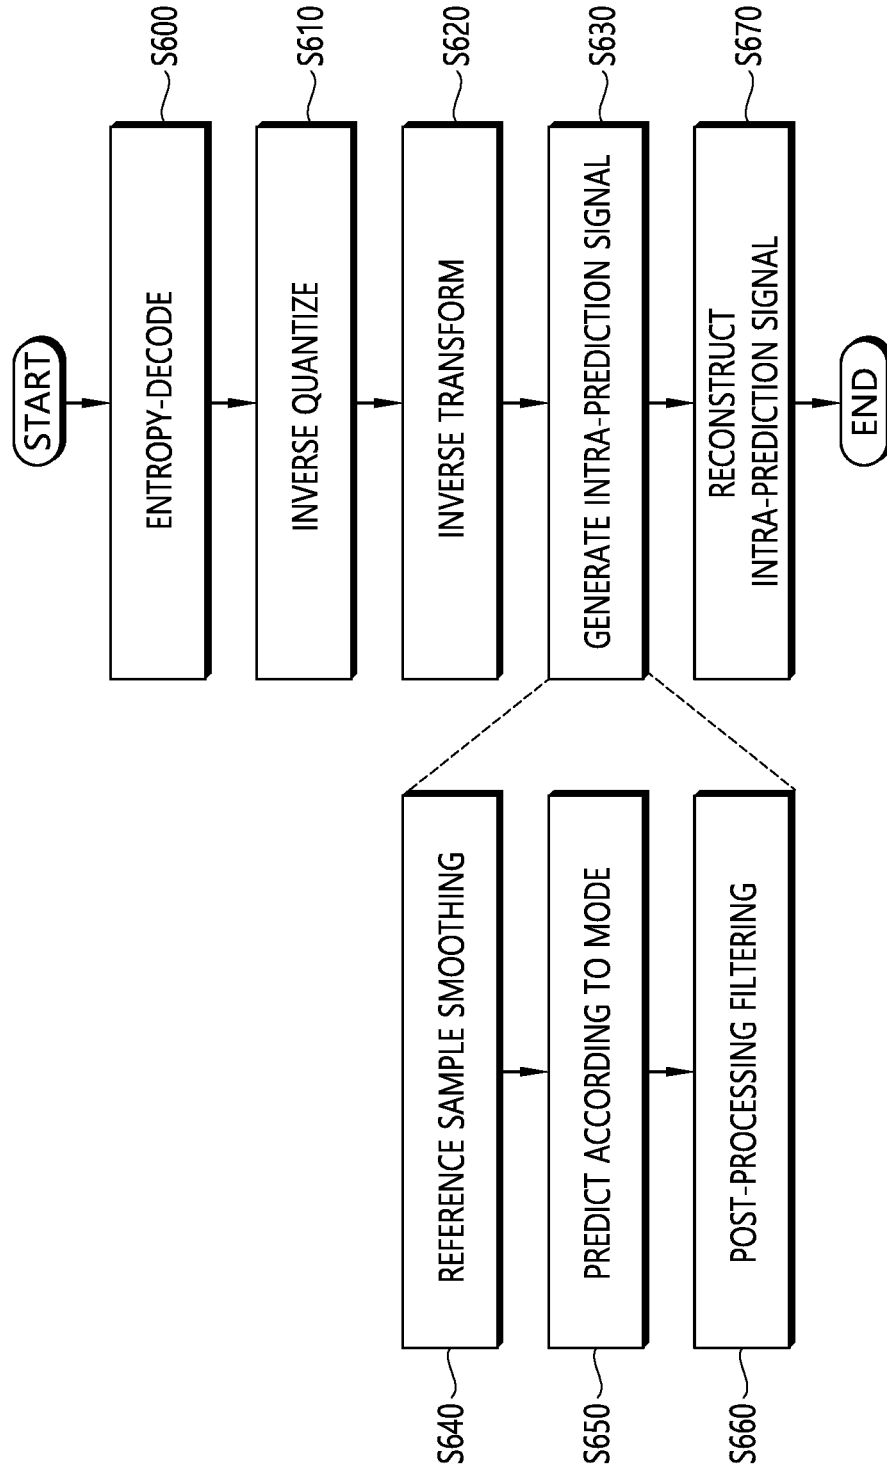 START
ENTROPY-DECODE
S600
INVERSE QUANTIZE
S610
INVERSE TRANSFORM
S620
GENERATE INTRA-PREDICTION SIGNAL
S630
S640
REFERENCE SAMPLE SMOOTHING
S650
PREDICT ACCORDING TO MODE
S660
POST-PROCESSING FILTERING
RECONSTRUCT
INTRA-PREDICTION SIGNAL
S670
END